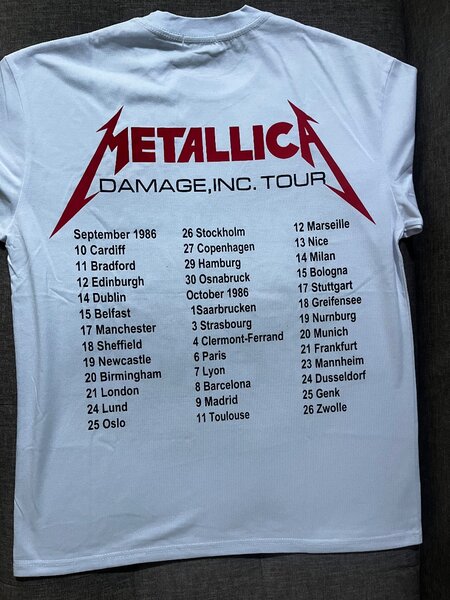 METALLICA
DAMAGE,INC. TOUR
September 1986
10 Cardiff
11 Bradford
12 Edinburgh
14 Dublin
15 Belfast
17 Manchester
18 Sheffield
19 Newcastle
20 Birmingham
21 London
24 Lund
25 Oslo
26 Stockholm
27 Copenhagen
29 Hamburg
30 Osnabruck
October 1986
1Saarbrucken
3 Strasbourg
4 Clermont-Ferrand
6 Paris
7 Lyon
8 Barcelona
9 Madrid
11 Toulouse
12 Marseille
13 Nice
14 Milan
15 Bologna
17 Stuttgart
18 Greifensee
19 Nurnburg
20 Munich
21 Frankfurt
23 Mannheim
24 Dusseldorf
25 Genk
26 Zwolle